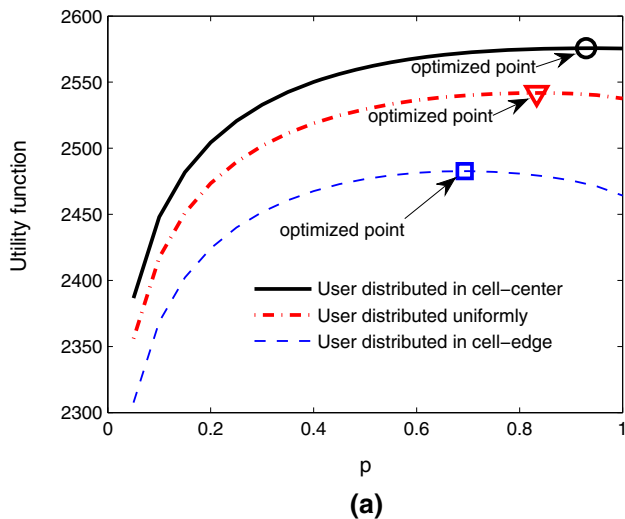 2600
2550
2500
2450
2400
2350
2300
Utility function
optimized point
optimized point
optimized point
User distributed in cell-center
User distributed uniformly
User distributed in cell-edge
0
0.2
0.4
0.6
0.8
1
p
(a)